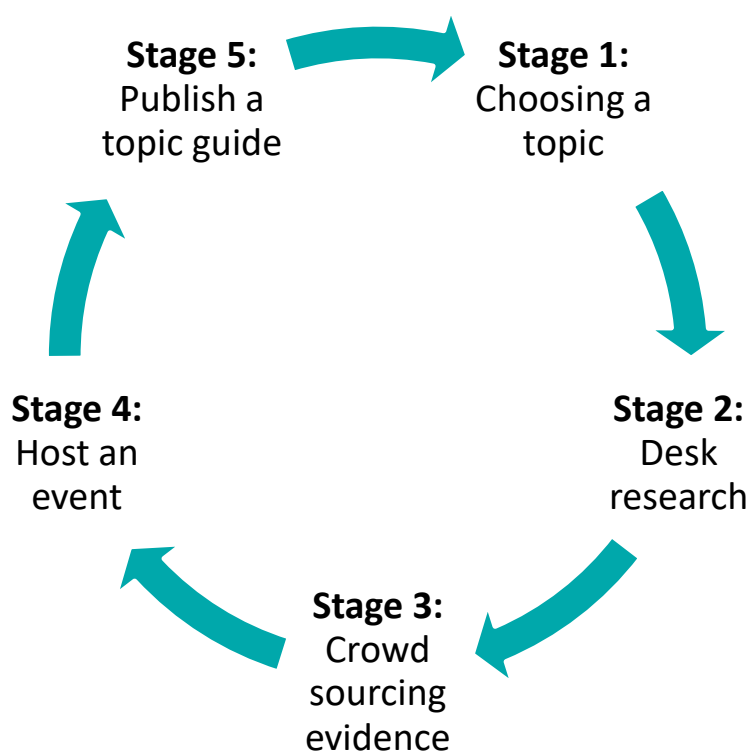 Stage 1:
Choosing a
topic
Stage 2:
Desk
research
Stage 3:
Crowd
sourcing
evidence
Stage 4:
Host an
event
Stage 5:
Publish a
topic guide